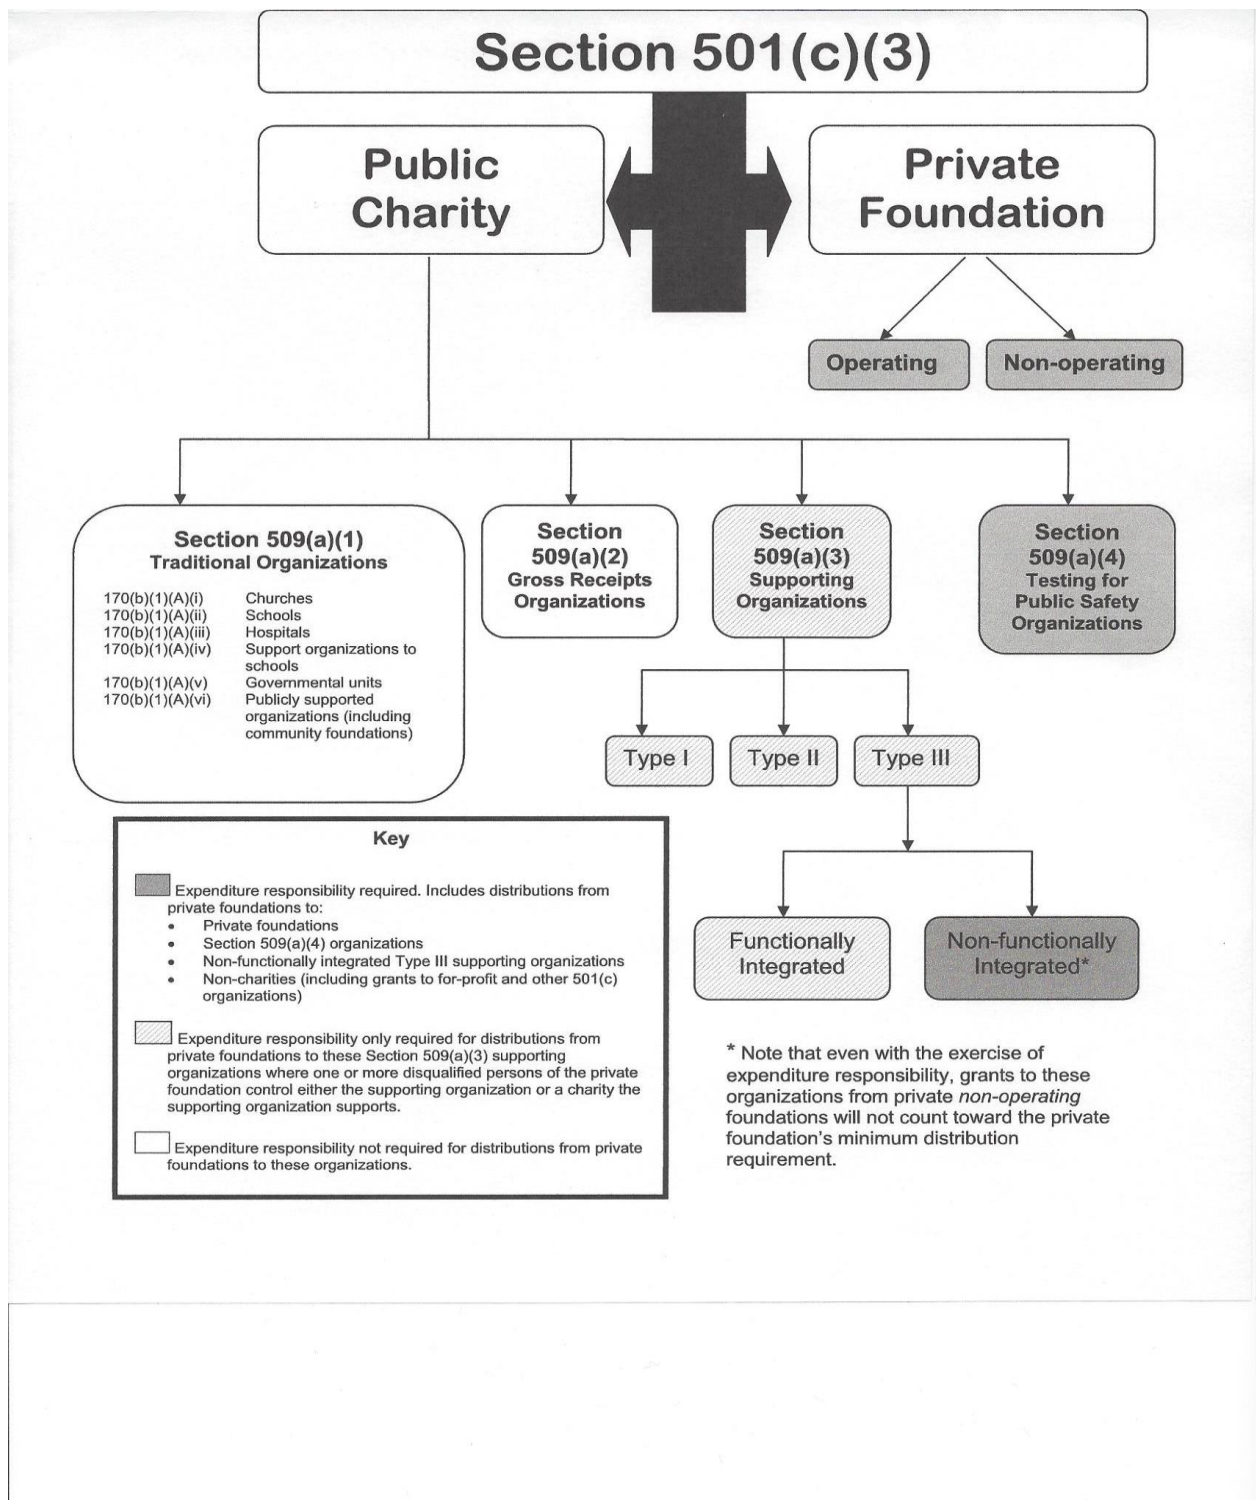 Section 501(c)(3)
Public
Charity
Private
Foundation
Operating
Non-operating
Section 509(a)(1)
Traditional Organizations
170(b)(1)(A)(i) Churches
170(b)(1)(A)(ii) Schools
170(b)(1)(A)(iii) Hospitals
170(b)(1)(A)(iv) Support organizations to
schools
170(b)(1)(A)(v) Governmental units
170(b)(1)(A)(vi) Publicly supported
organizations (including
community foundations)
Section
509(a)(2)
Gross Receipts
Organizations
Section
509(a)(3)
Supporting
Organizations
Section
509(a)(4)
Testing for
Public Safety
Organizations
Type I
Type II
Type III
Functionally
Integrated
Non-functionally
Integrated*
Key
Expenditure responsibility required. Includes distributions from
private foundations to:
• Private foundations
• Section 509(a)(4) organizations
• Non-functionally integrated Type III supporting organizations
• Non-charities (including grants to for-profit and other 501(c)
organizations)
Expenditure responsibility only required for distributions from
private foundations to these Section 509(a)(3) supporting
organizations where one or more disqualified persons of the private
foundation control either the supporting organization or a charity the
supporting organization supports.
Expenditure responsibility not required for distributions from private
foundations to these organizations.
* Note that even with the exercise of
expenditure responsibility, grants to these
organizations from private non-operating
foundations will not count toward the private
foundation's minimum distribution
requirement.